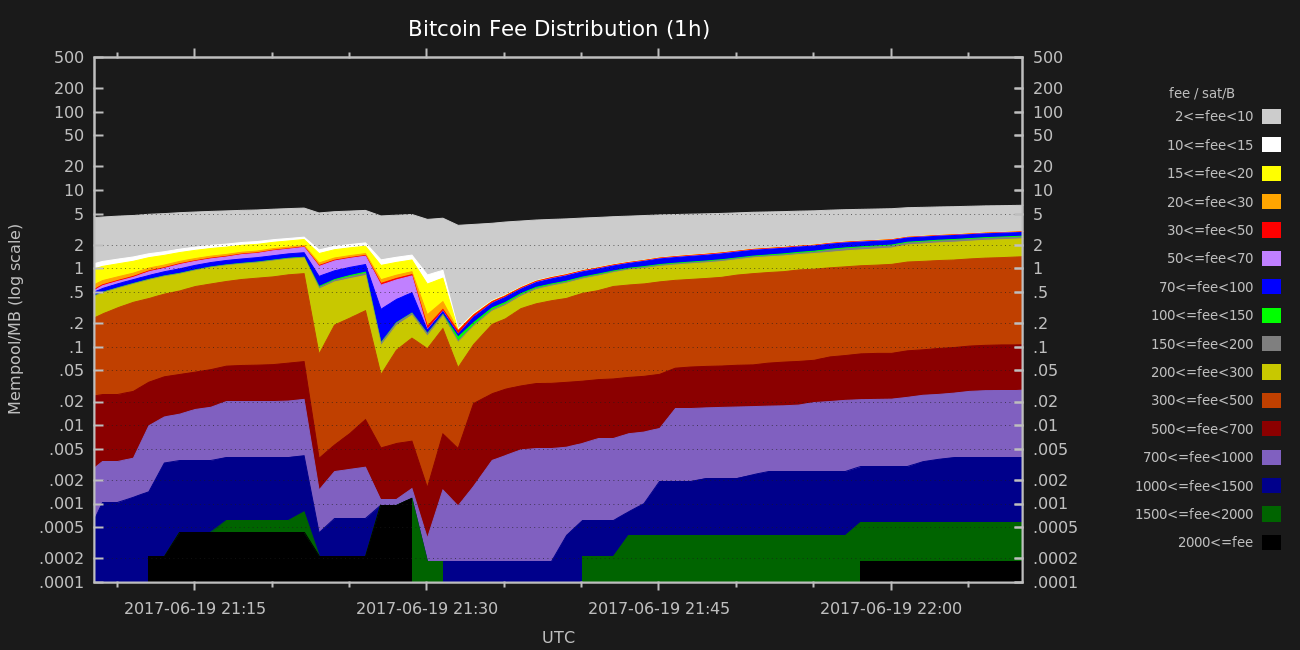 Bitcoin Fee Distribution (1h)
500
200
100
50
20
10
5
2
1
.5
.2
.1
.05
.02
.01
.005
.002
.001
.0005
.0002
.0001
Mempool/MB (log scale)
500
200
100
50
20
10
5
2
1
.5
.2
.1
.05
.02
.01
.005
.002
.001
.0005
.0002
.0001
2017-06-19 21:15
2017-06-19 21:30
2017-06-19 21:45
2017-06-19 22:00
UTC
fee / sat/B
2<=fee<10
10<=fee<15
15<=fee<20
20<=fee<30
30<=fee<50
50<=fee<70
70<=fee<100
100<=fee<150
150<=fee<200
200<=fee<300
300<=fee<500
500<=fee<700
700<=fee<1000
1000<=fee<1500
1500<=fee<2000
2000<=fee